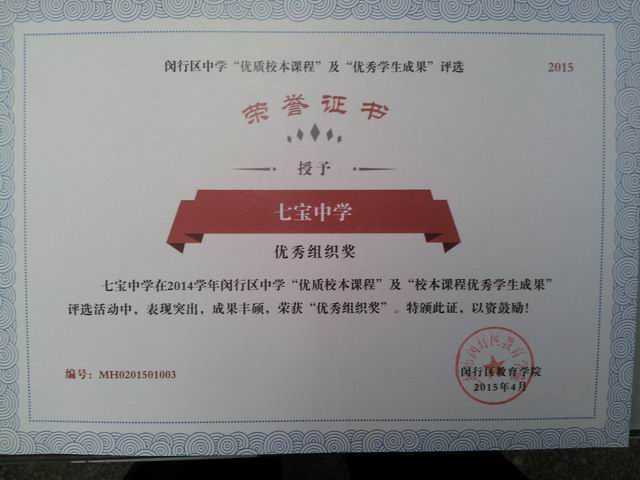 闵行区中学“优质校本课程”及“优秀学生成果”评选
2015
荣誉证书
授予
七宝中学
优秀组织奖
七宝中学在2014学年闵行区中学“优质校本课程”及“校本课程优秀学生成果”
评选活动中，表现突出，成果丰硕，荣获“优秀组织奖”。特颁此证，以资鼓励！
编号：MH0201501003
闵行区教育学院
2015年4月